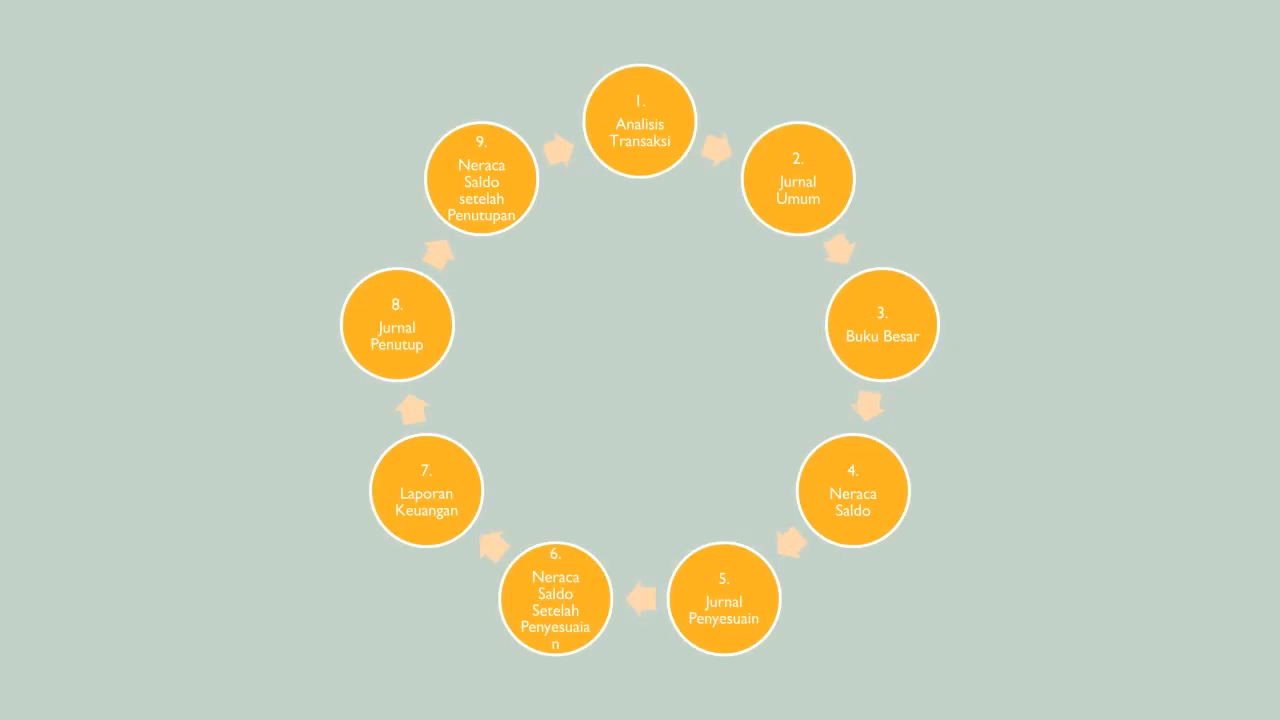 1.
Analisis
Transaksi
2.
Jurnal
Umum
3.
Buku Besar
4.
Neraca
Saldo
5.
Jurnal
Penyesuain
6.
Neraca
Saldo
Setelah
Penyesuaia
n
7.
Laporan
Keuangan
8.
Jurnal
Penutup
9.
Neraca
Saldo
setelah
Penutupan